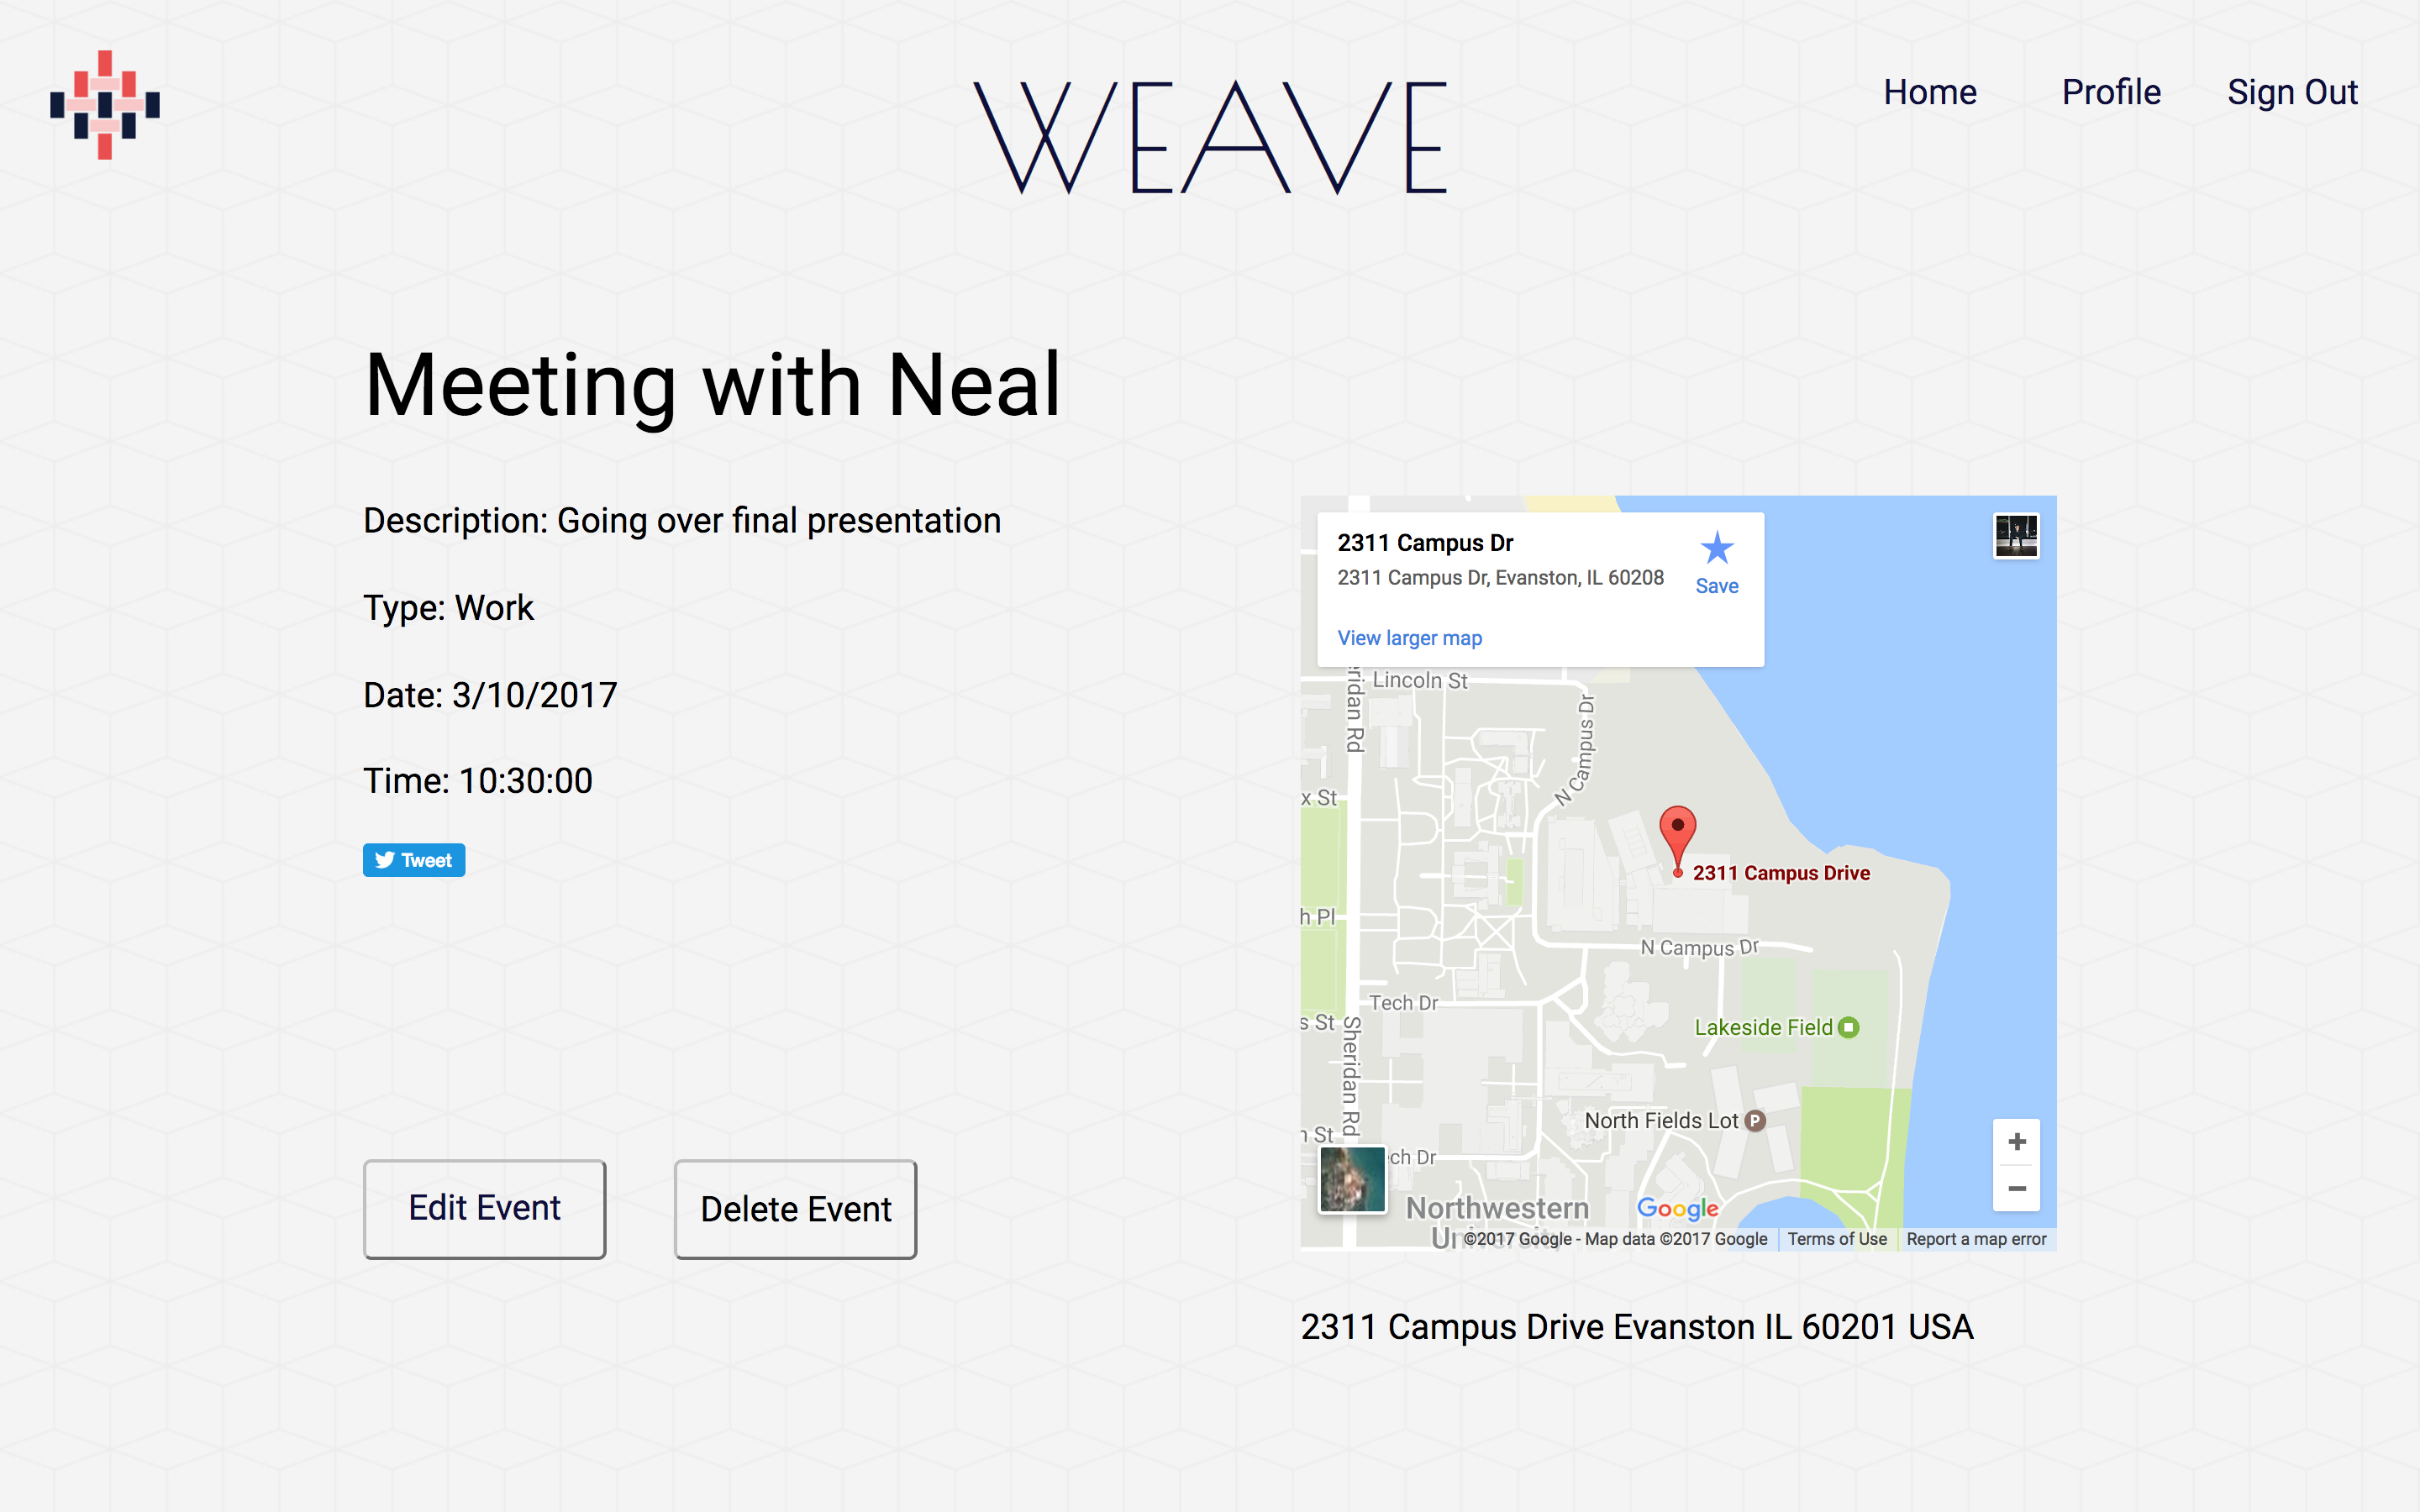 WEAVE
Home
Profile
Sign Out
Meeting with Neal
Description: Going over final presentation
Type: Work
Date: 3/10/2017
Time: 10:30:00
Tweet
Edit Event
Delete Event
2311 Campus Dr
2311 Campus Dr, Evanston, IL 60208
Save
View larger map
eridan Rd
Lincoln St
N Campus Dr
x St
2311 Campus Drive
h Pl
N Campus Dr
Tech Dr
s St
Sheridan Rd
Lakeside Field
North Fields Lot P
n St
ech Dr
Northwestern
University
Google
©2017 Google - Map data ©2017 Google
Terms of Use
Report a map error
2311 Campus Drive Evanston IL 60201 USA